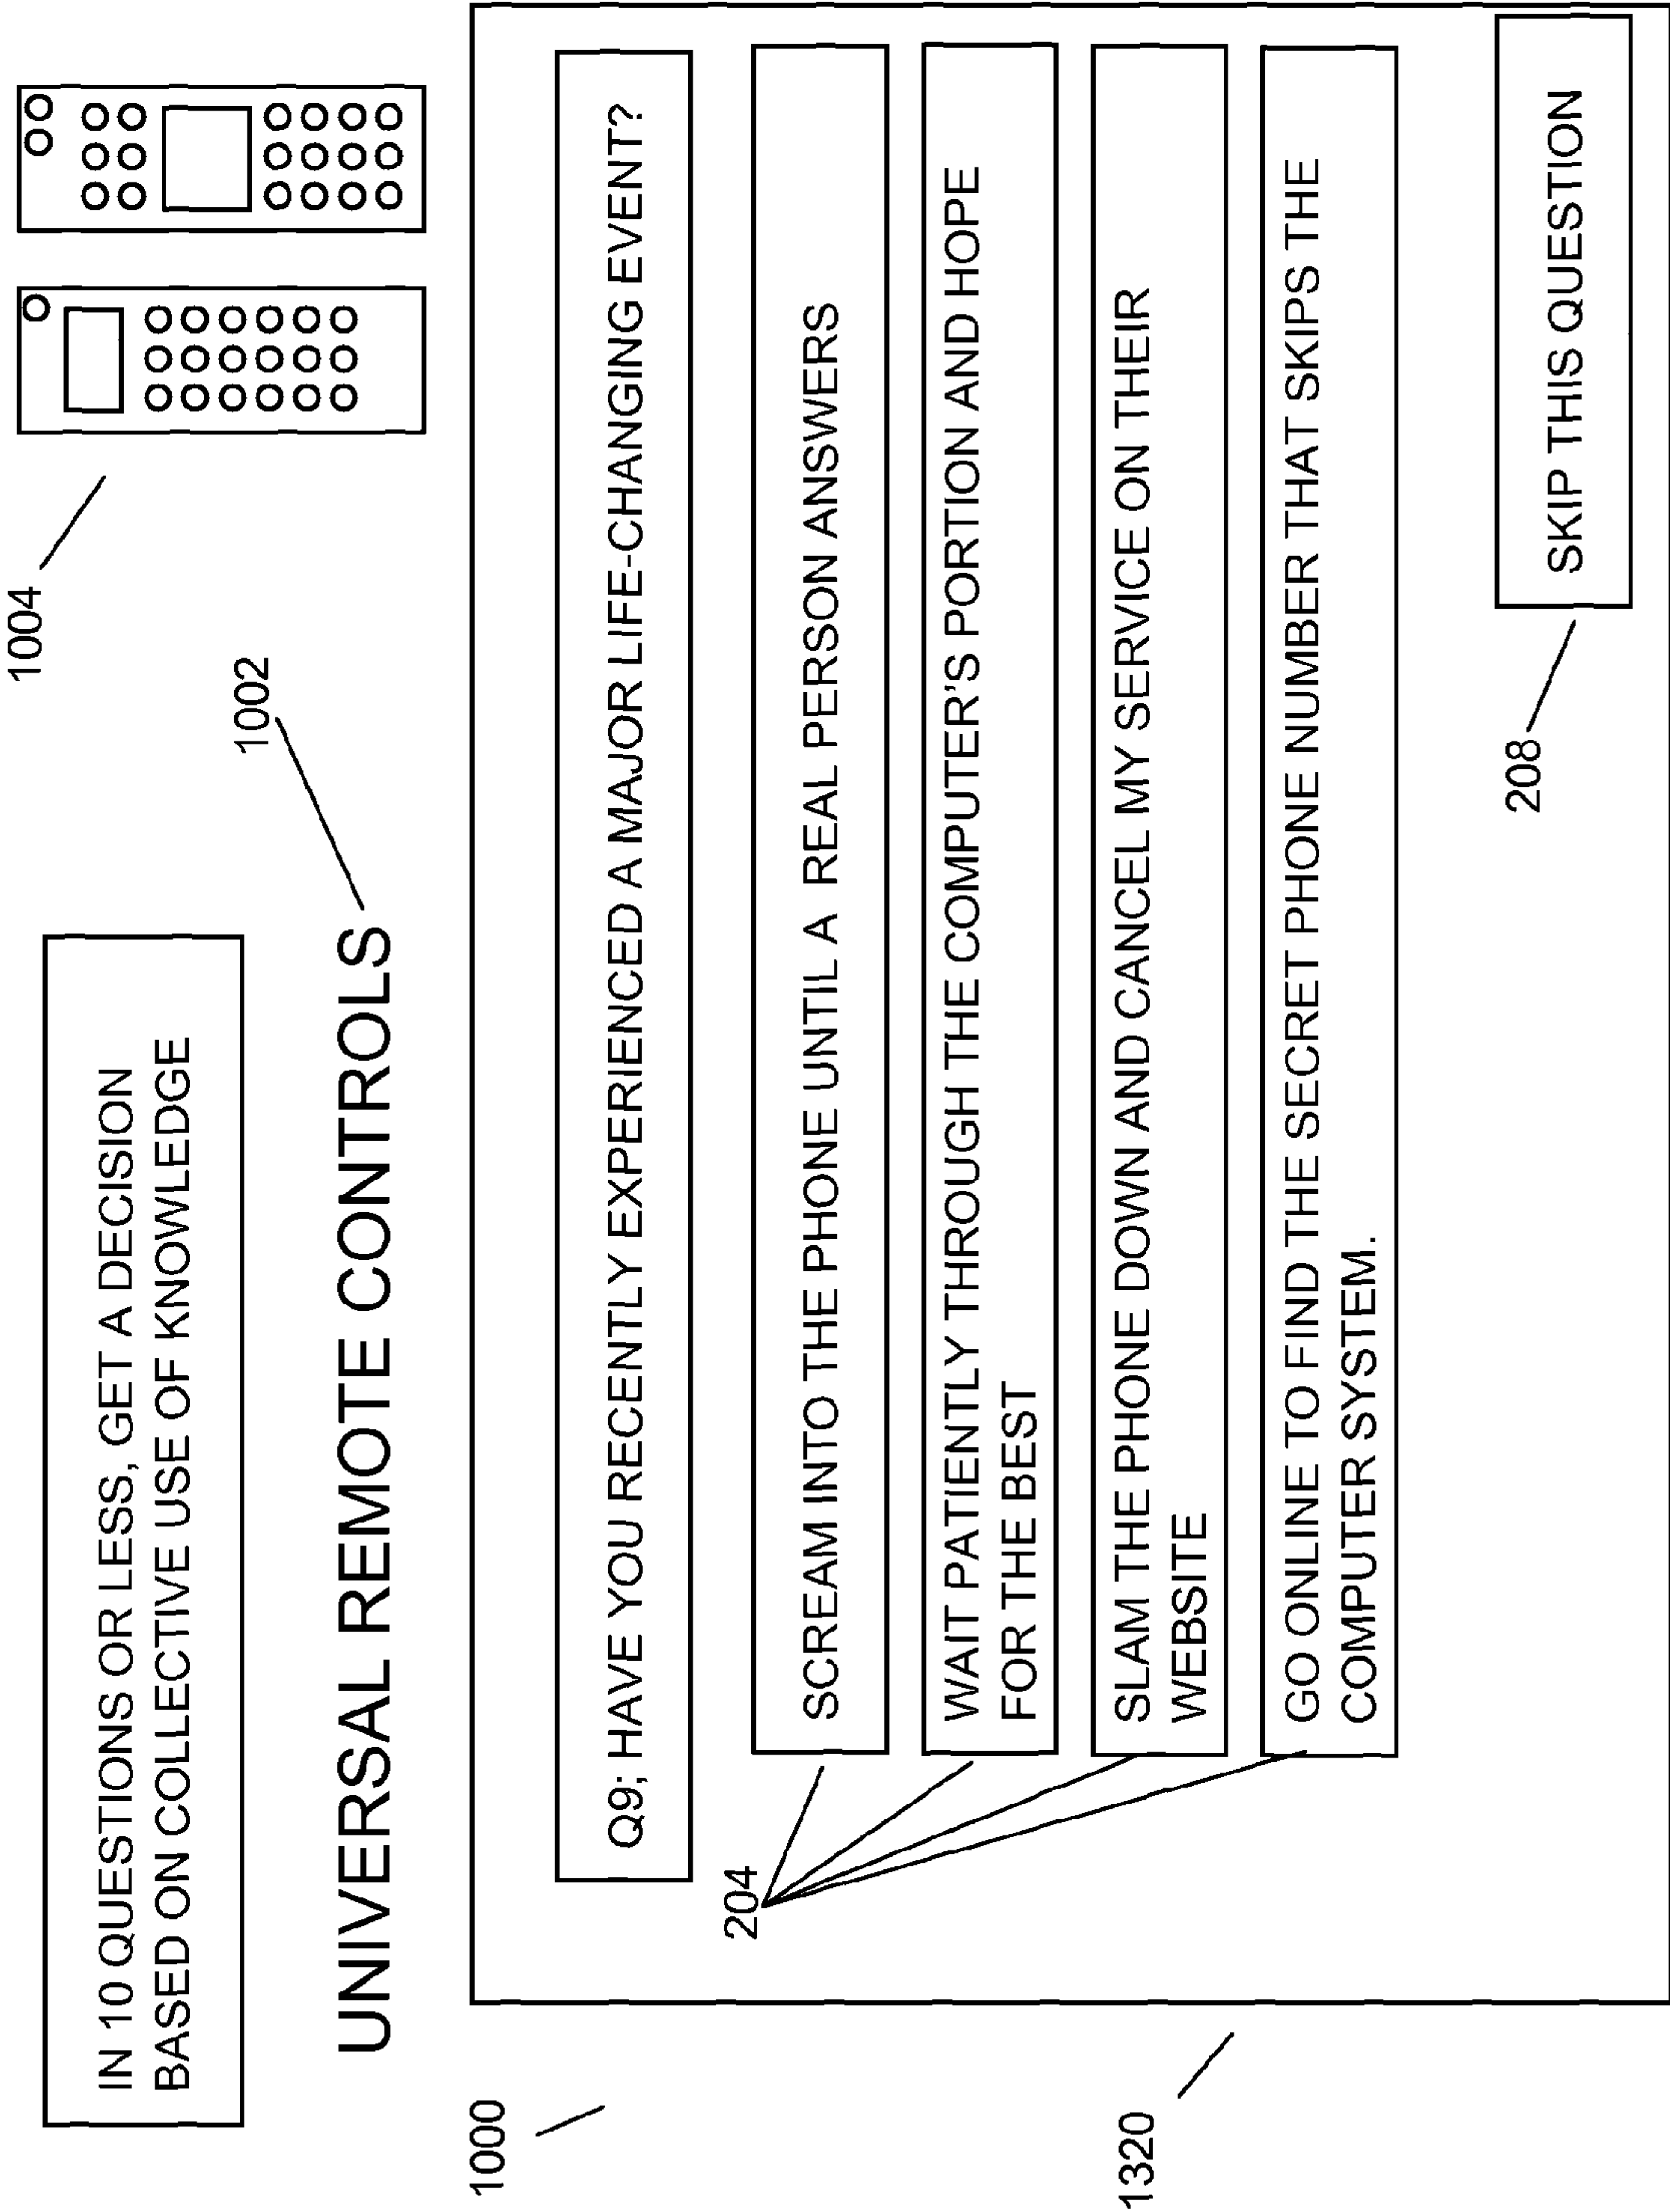 IN 10 QUESTIONS OR LESS, GET A DECISION
BASED ON COLLECTIVE USE OF KNOWLEDGE
1004
UNIVERSAL REMOTE CONTROLS
1002
1000
Q9; HAVE YOU RECENTLY EXPERIENCED A MAJOR LIFE-CHANGING EVENT?
204
SCREAM INTO THE PHONE UNTIL A REAL PERSON ANSWERS
WAIT PATIENTLY THROUGH THE COMPUTER'S PORTION AND HOPE
FOR THE BEST
SLAM THE PHONE DOWN AND CANCEL MY SERVICE ON THEIR
WEBSITE
GO ONLINE TO FIND THE SECRET PHONE NUMBER THAT SKIPS THE
COMPUTER SYSTEM.
1320
208
SKIP THIS QUESTION